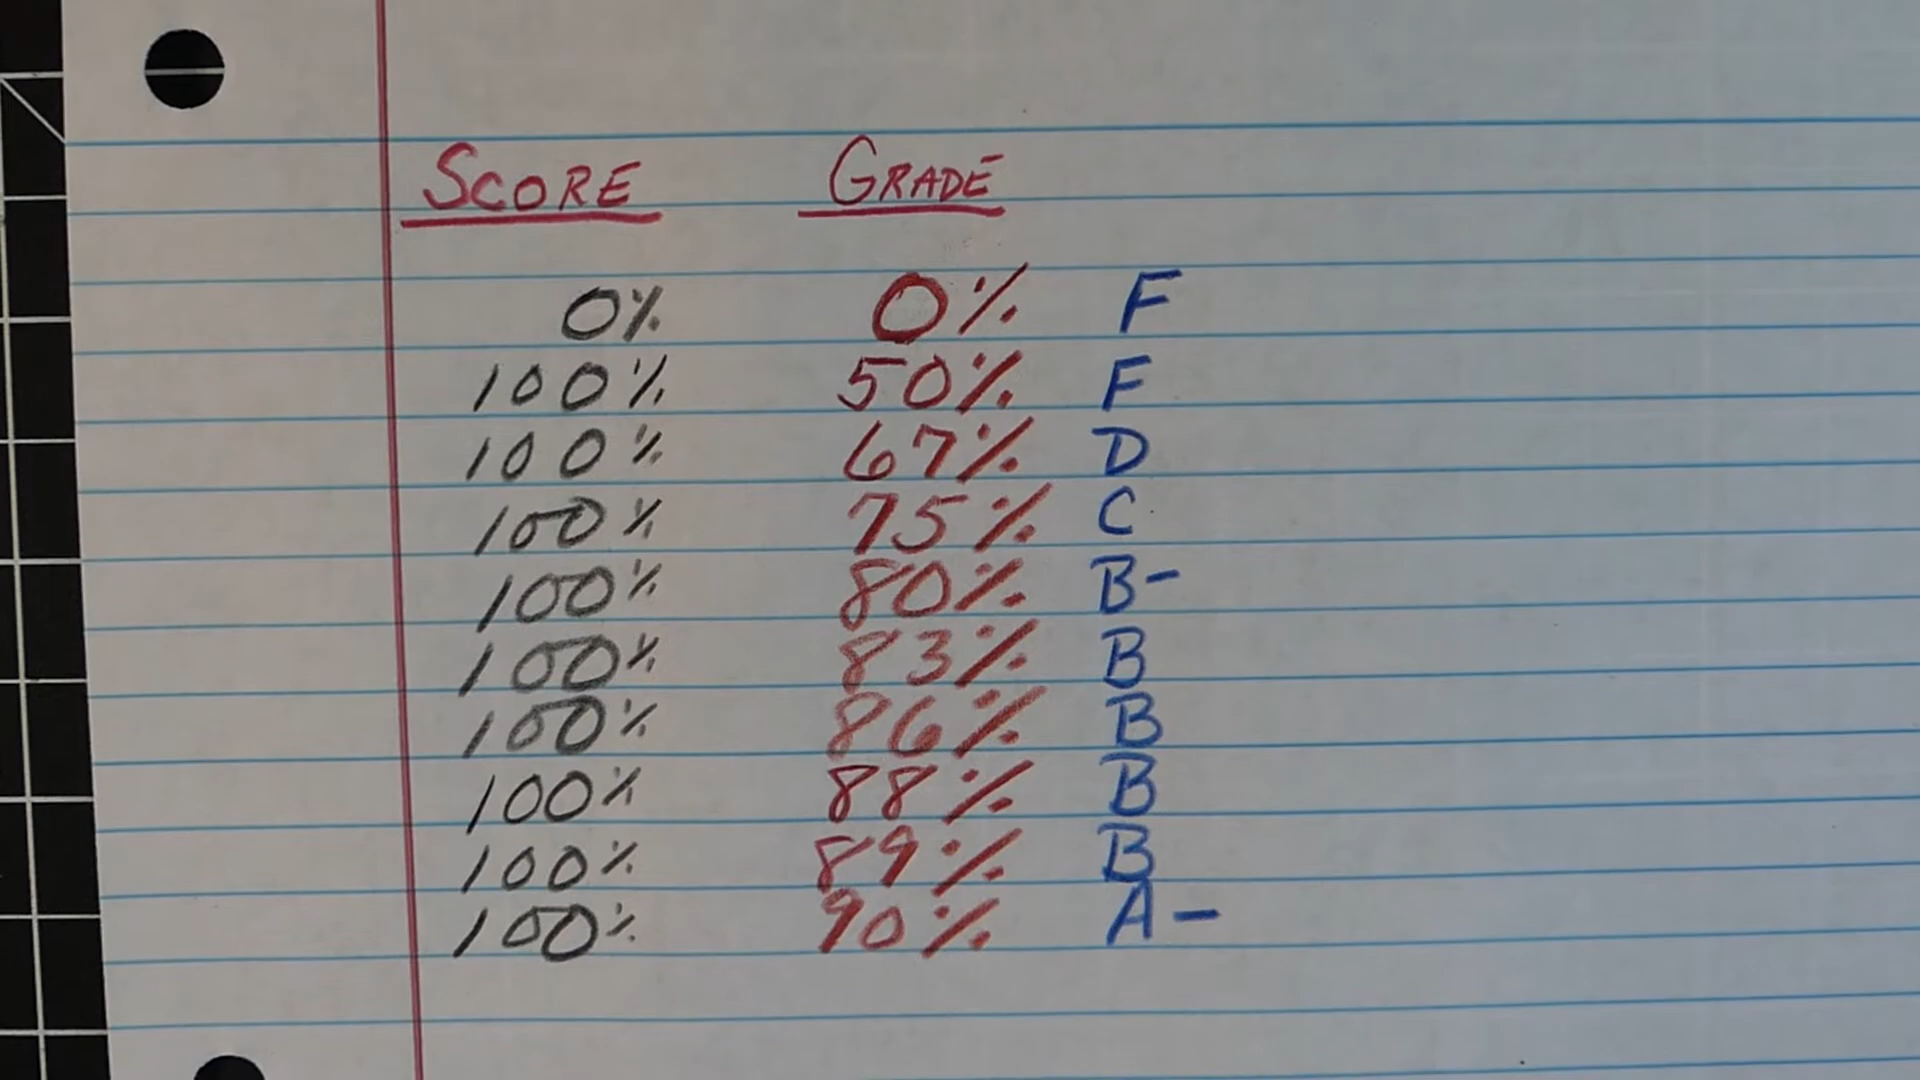 SCORE GRADE
0% 0% F
100% 50% F
100% 67% D
100% 75% C
100% 80% B-
100% 83% B
100% 86% B
100% 88% B
100% 89% B
100% 90% A-